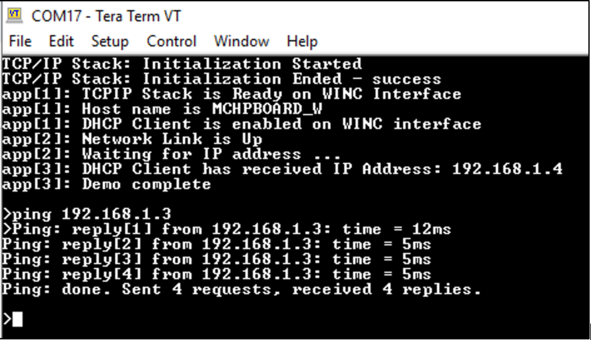 COM17 - Tera Term VT
File Edit Setup Control Window Help
TCP/IP Stack: Initialization Started
TCP/IP Stack: Initialization Ended - success
app[1]: TCPIP Stack is Ready on WINC Interface
app[1]: Host name is MCHPBOARD_W
app[1]: DHCP Client is enabled on WINC interface
app[2]: Network Link is Up
app[2]: Waiting for IP address ...
app[3]: DHCP Client has received IP Address: 192.168.1.4
app[3]: Demo complete
>ping 192.168.1.3
>Ping: reply[1] from 192.168.1.3: time = 12ms
Ping: reply[2] from 192.168.1.3: time = 5ms
Ping: reply[3] from 192.168.1.3: time = 5ms
Ping: reply[4] from 192.168.1.3: time = 5ms
Ping: done. Sent 4 requests, received 4 replies.
>